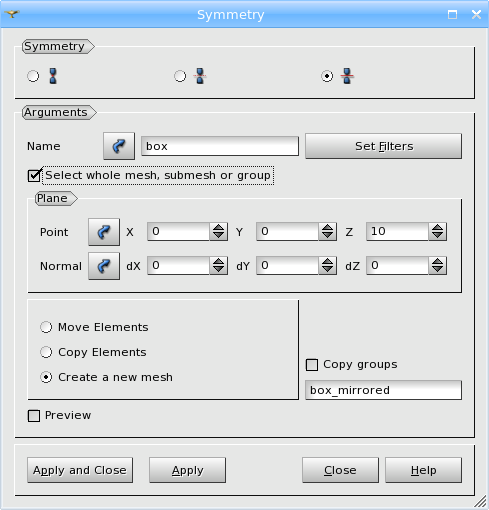 Symmetry
Symmetry
Arguments
Name box Set Filters
Select whole mesh, submesh or group
Plane
Point X 0 Y 0 Z 10
Normal dX 0 dY 0 dZ 0
Move Elements
Copy Elements
Create a new mesh
Copy groups
box_mirrored
Preview
Apply and Close Apply Close Help